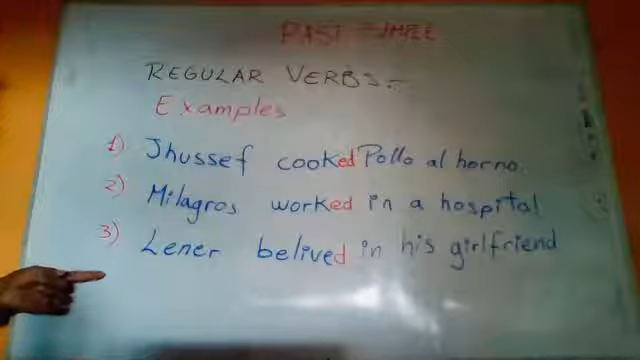 PAST SIMPLE
REGULAR VERBS.-
Examples
1) Jhussef cooked Pollo al horno.
2) Milagros worked in a hospital
3) Lener belived in his girlfriend